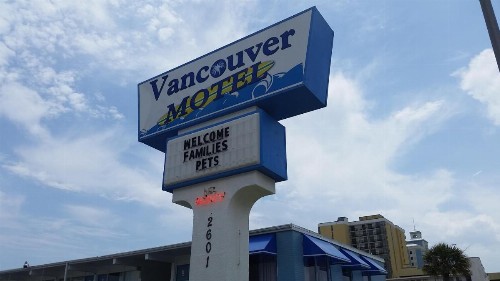 Vancouver
MOTEL
WELCOME
FAMILIES
PETS
2601